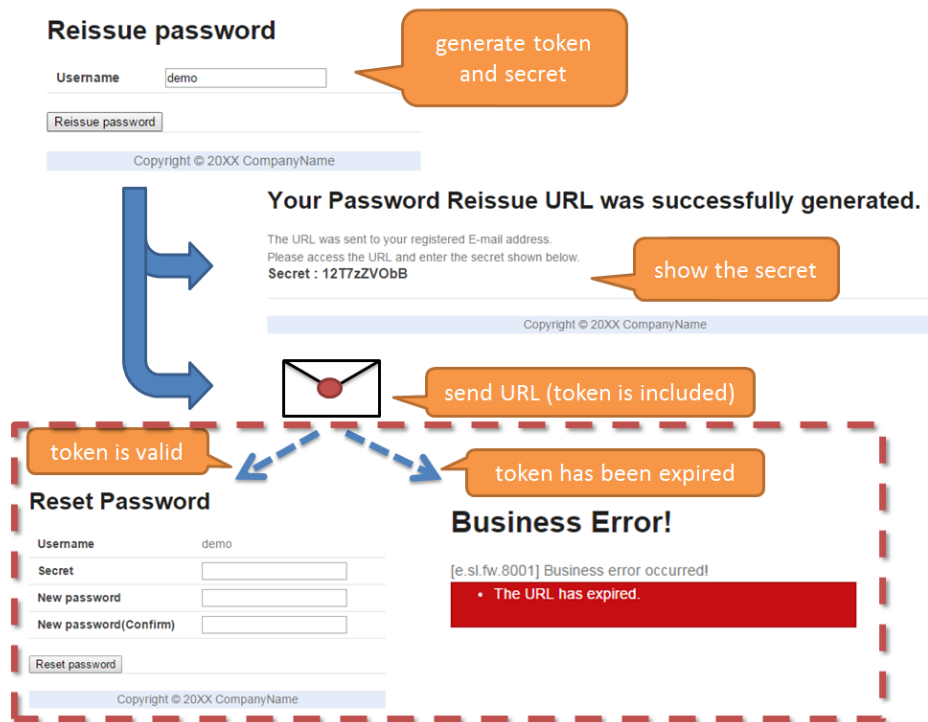 Reissue password
generate token
and secret
Username demo
Reissue password
Copyright © 20XX CompanyName
Your Password Reissue URL was successfully generated.
The URL was sent to your registered E-mail address.
Please access the URL and enter the secret shown below.
Secret : 12T7zZVObB
show the secret
Copyright © 20XX CompanyName
send URL (token is included)
token is valid
token has been expired
Reset Password
Username demo
Secret
New password
New password(Confirm)
Reset password
Copyright © 20XX CompanyName
Business Error!
[e.sl.fw.8001] Business error occurred!
• The URL has expired.